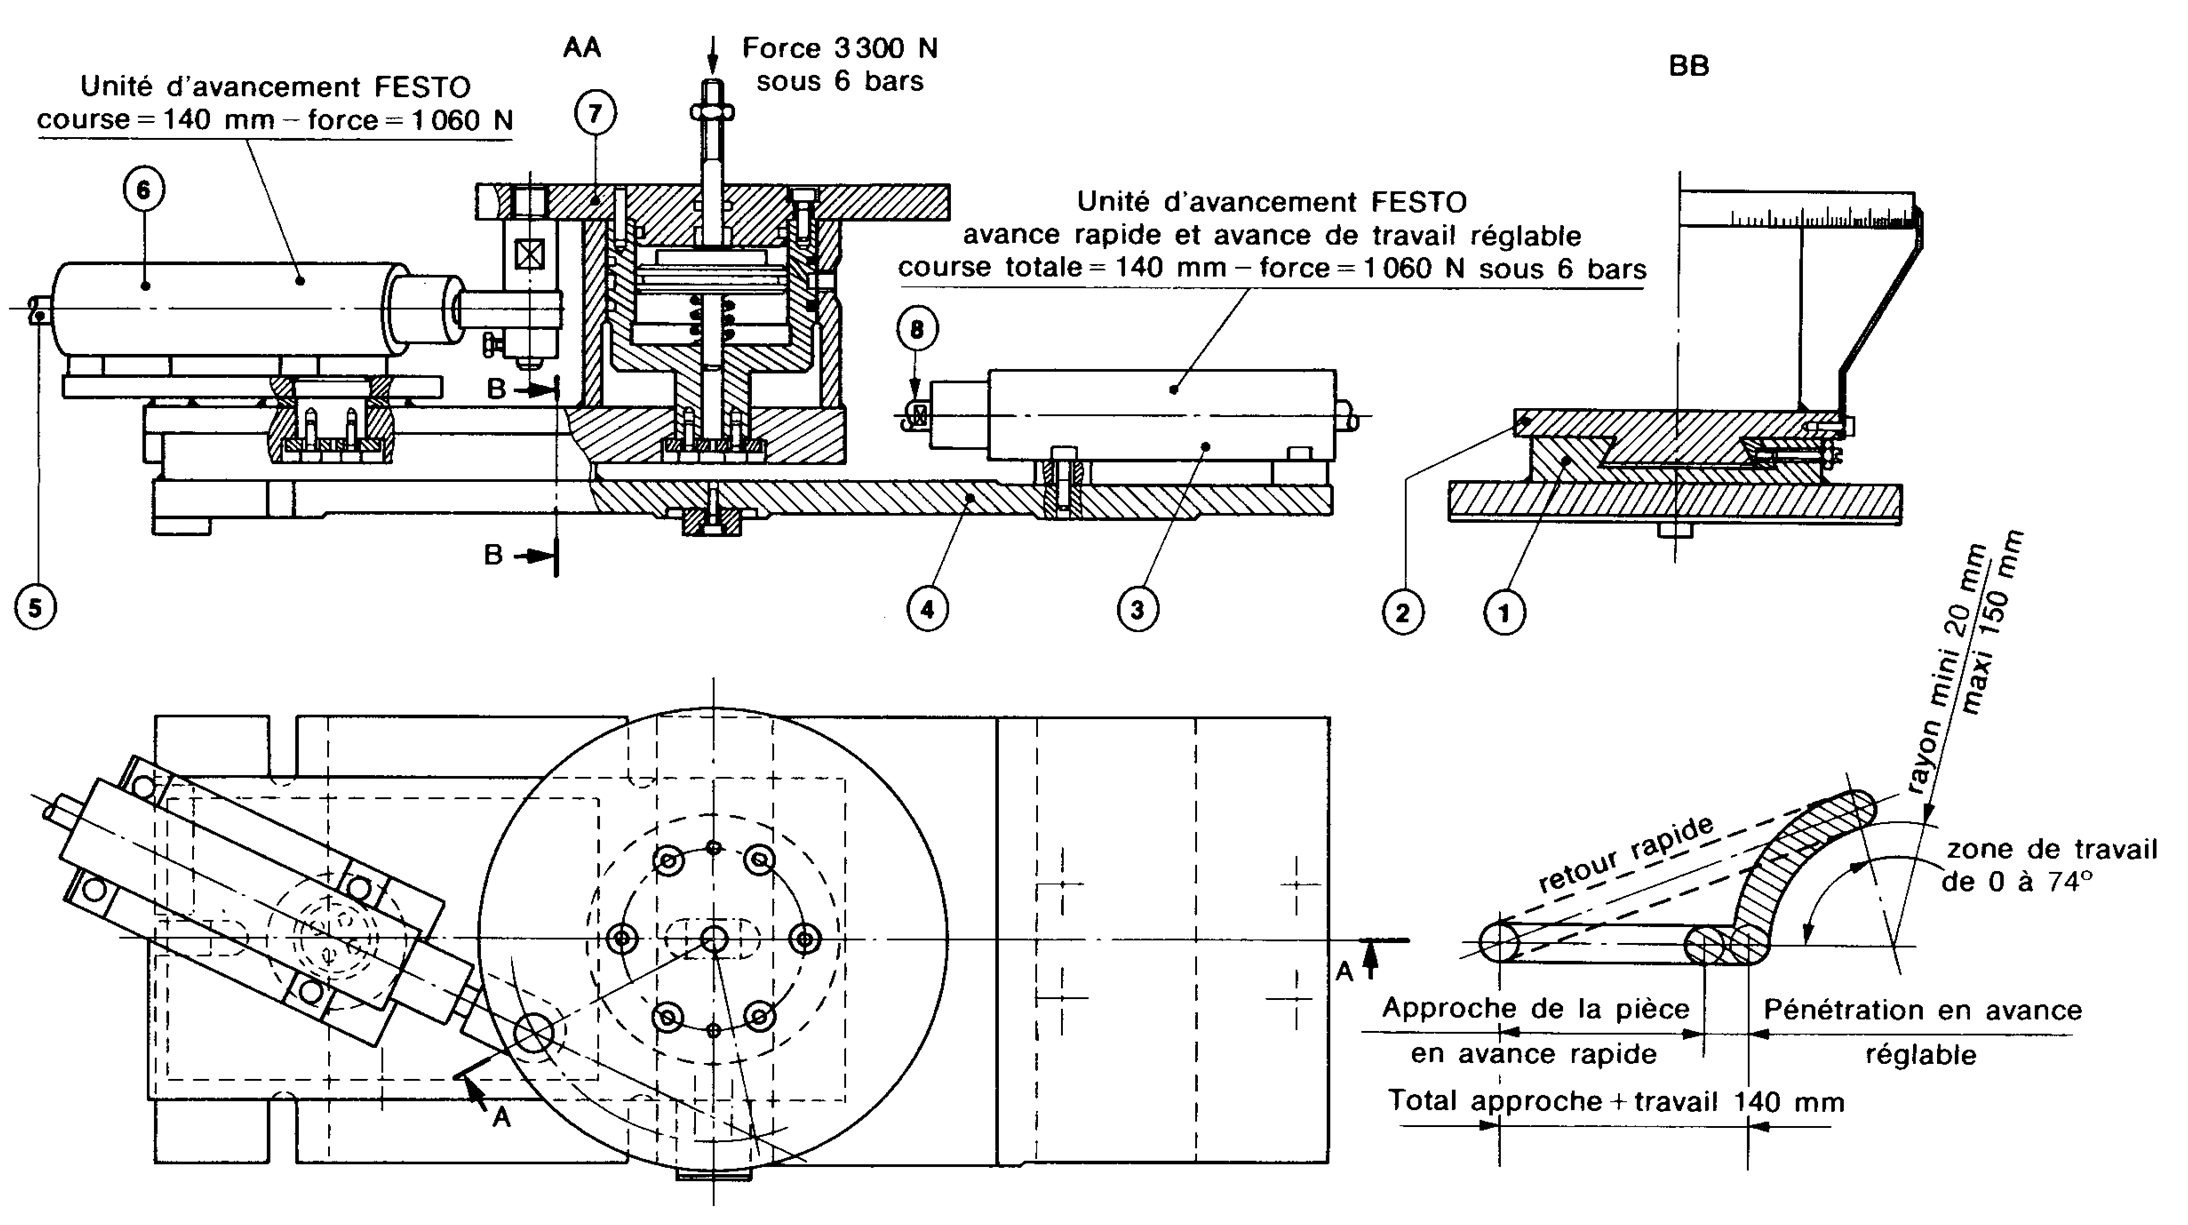 AA
Force 3 300 N
sous 6 bars
BB
Unité d'avancement FESTO
course = 140 mm – force = 1 060 N
7
6
Unité d'avancement FESTO
avance rapide et avance de travail réglable
course totale = 140 mm – force = 1 060 N sous 6 bars
8
B
B
5
4
3
2
1
rayon mini 20 mm
maxi 150 mm
retour rapide
zone de travail
de 0 à 74°
A
A
Approche de la pièce
en avance rapide
Pénétration en avance
réglable
Total approche + travail 140 mm